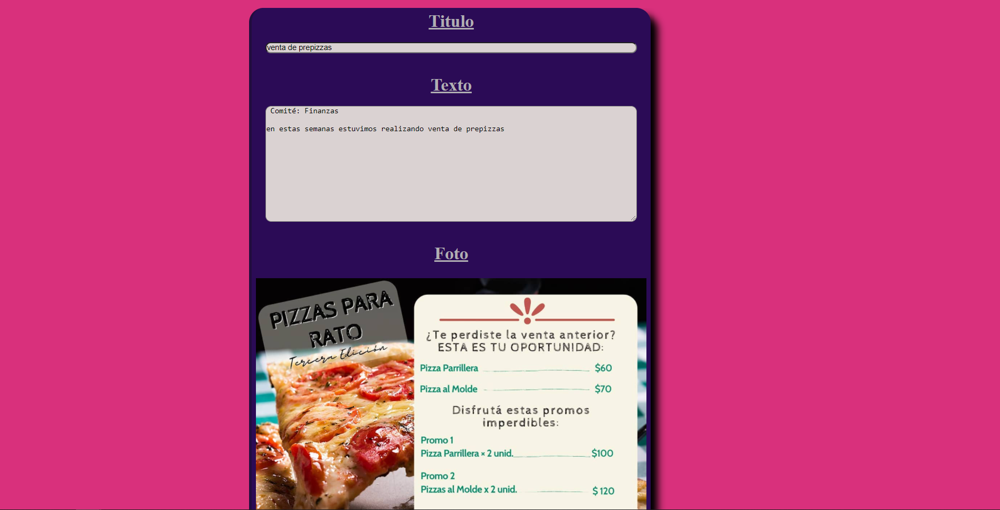 Titulo
venta de prepizzas
Texto
Comité: Finanzas
en estas semanas estuvimos realizando venta de prepizzas
Foto
PIZZAS PARA
RATO
Tercera Edición
¿Te perdiste la venta anterior?
ESTA ES TU OPORTUNIDAD:
Pizza Parrillera $60
Pizza al Molde $70
Disfrutá estas promos
imperdibles:
Promo 1
Pizza Parrillera × 2 unid. $100
Promo 2
Pizzas al Molde x 2 unid. $ 120